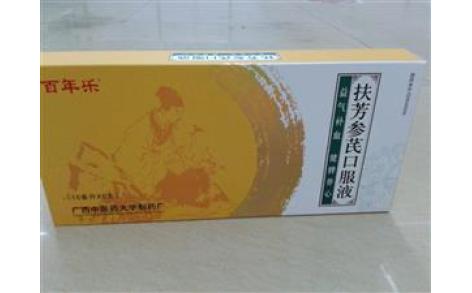 百年乐
扶芳参芪口服液
益气补血 健脾养心
广西中医药大学制药厂